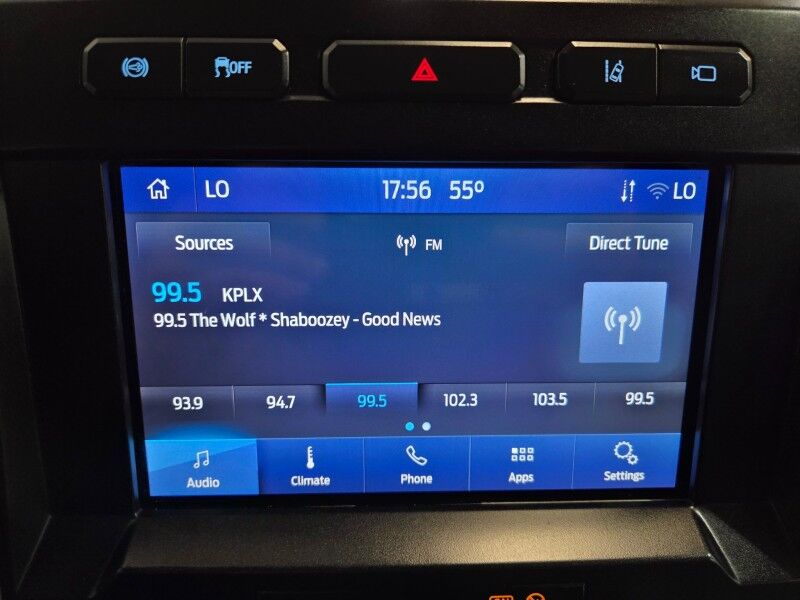 OFF
LO 17:56 55° LO
Sources FM Direct Tune
99.5 KPLX
99.5 The Wolf * Shaboozey - Good News
93.9 94.7 99.5 102.3 103.5 99.5
Audio Climate Phone Apps Settings